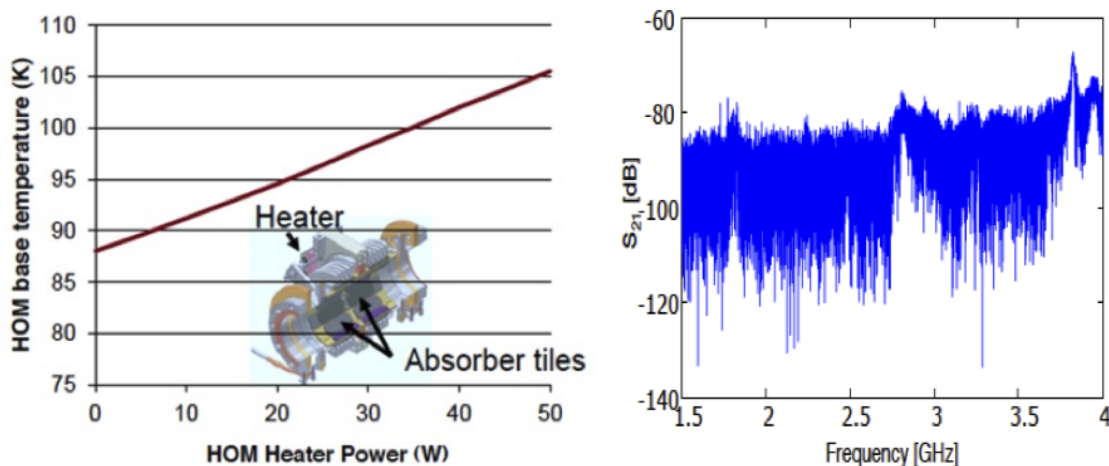 110
105
100
95
90
85
80
75
HOM base temperature (K)
Heater
Absorber tiles
0 10 20 30 40 50
HOM Heater Power (W)
-60
-80
-100
-120
-140
S21, [dB]
1.5 2 2.5 3 3.5 4
Frequency [GHz]